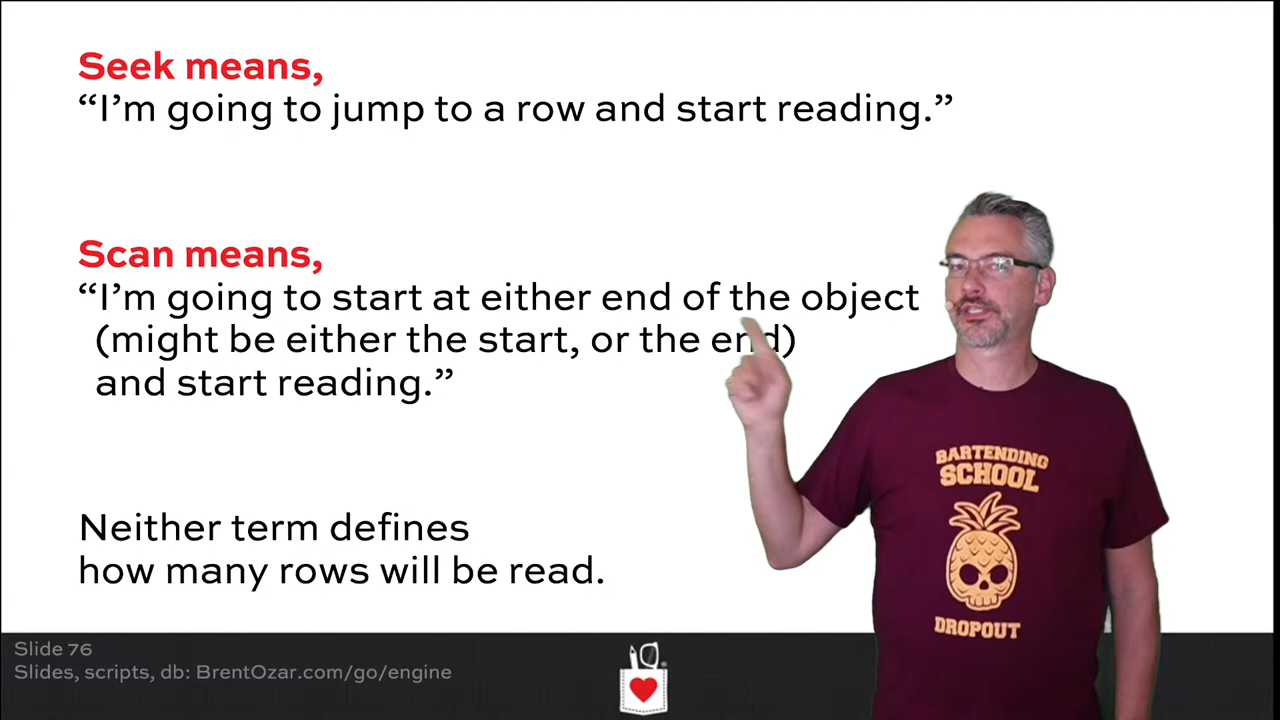 Seek means,
“I’m going to jump to a row and start reading.”
Scan means,
“I’m going to start at either end of the object
(might be either the start, or the end)
and start reading.”
Neither term defines
how many rows will be read.
BARTENDING
SCHOOL
DROPOUT
Slide 76
Slides, scripts, db: BrentOzar.com/go/engine